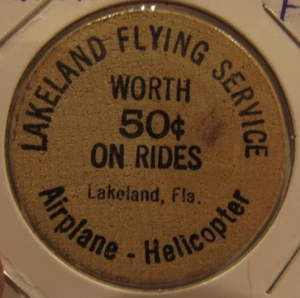 LAKELAND FLYING SERVICE
WORTH
50¢
ON RIDES
Lakeland, Fla.
Airplane - Helicopter